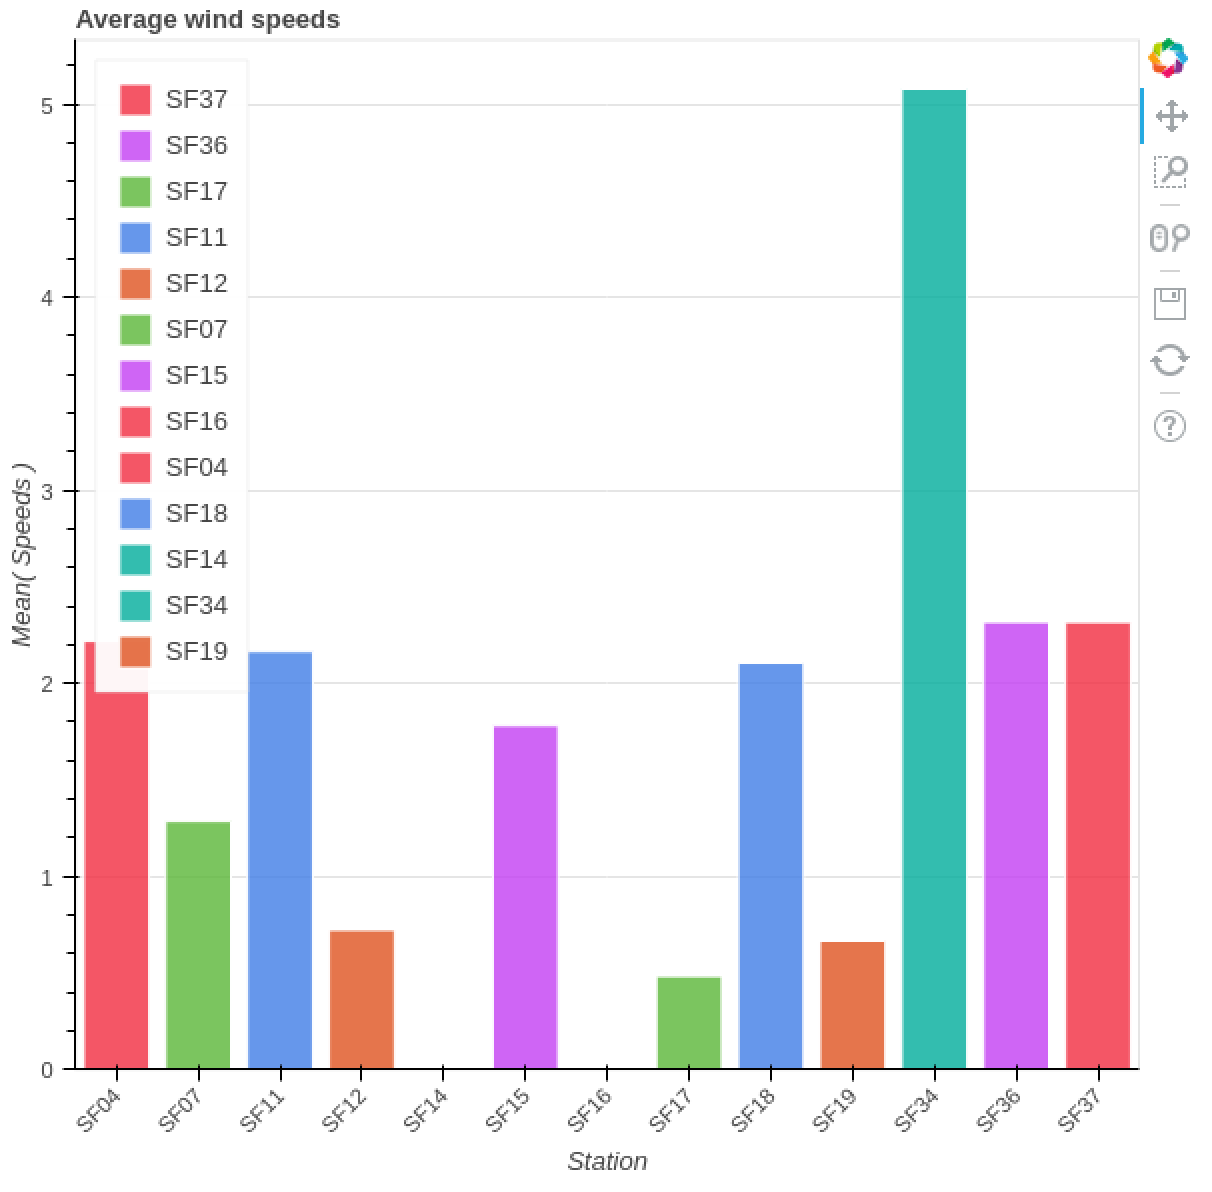 Average wind speeds
SF37
SF36
SF17
SF11
SF12
SF07
SF15
SF16
SF04
SF18
SF14
SF34
SF19
5
4
3
2
1
0
Mean( Speeds )
SF04
SF07
SF11
SF12
SF14
SF15
SF16
SF17
SF18
SF19
SF34
SF36
SF37
Station
?